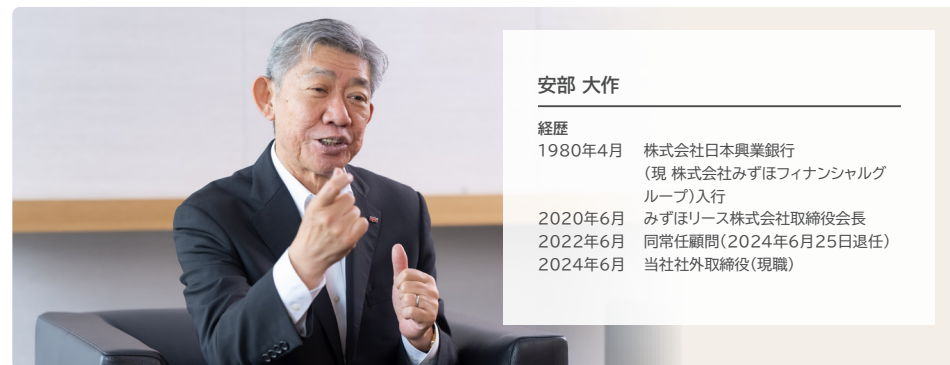 安部 大作
経歴
1980年4月 株式会社日本興業銀行
(現 株式会社みずほフィナンシャルグ
ループ)入行
2020年6月 みずほリース株式会社取締役会長
2022年6月 同常任顧問(2024年6月25日退任)
2024年6月 当社社外取締役(現職)